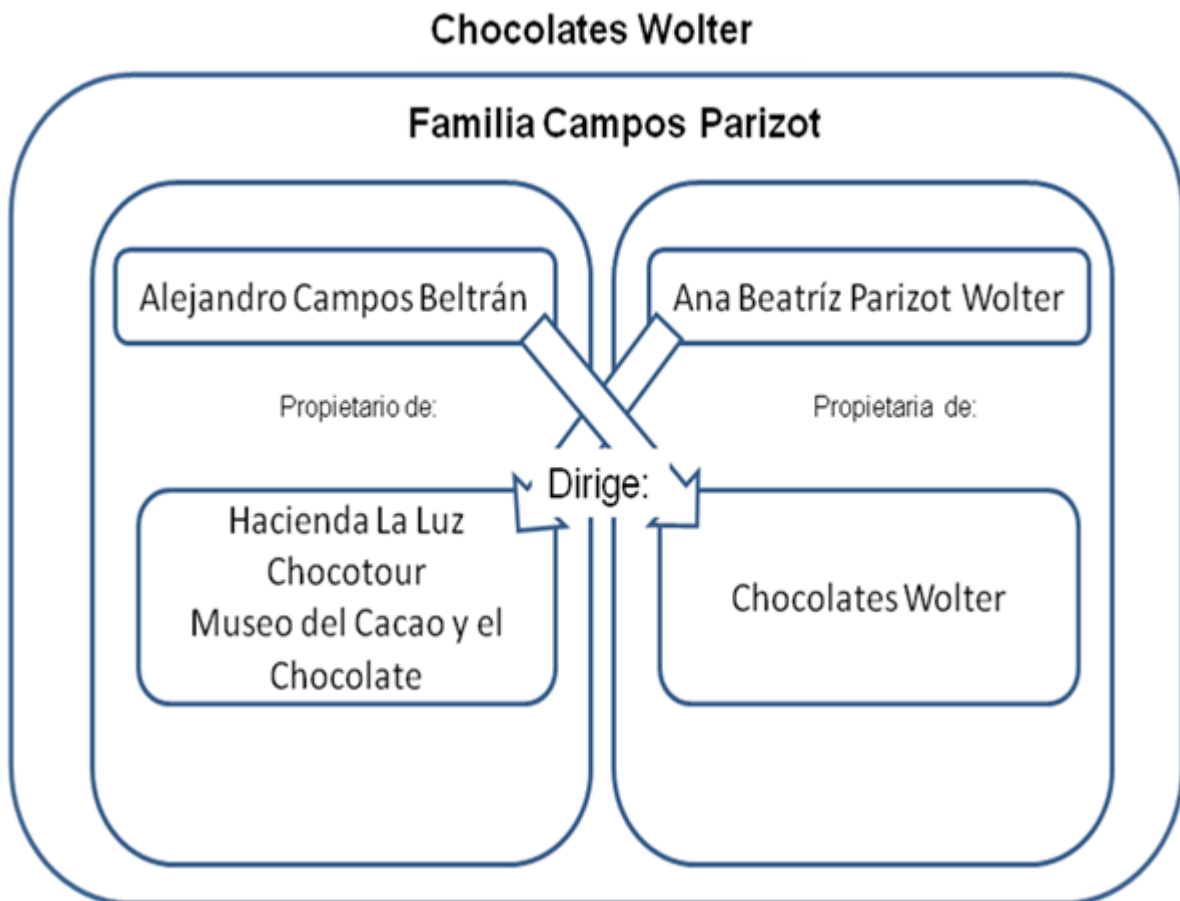 Chocolates Wolter
Familia Campos Parizot
Alejandro Campos Beltrán
Ana Beatríz Parizot Wolter
Propietario de:
Propietaria de:
Dirige:
Hacienda La Luz
Chocotour
Museo del Cacao y el
Chocolate
Chocolates Wolter